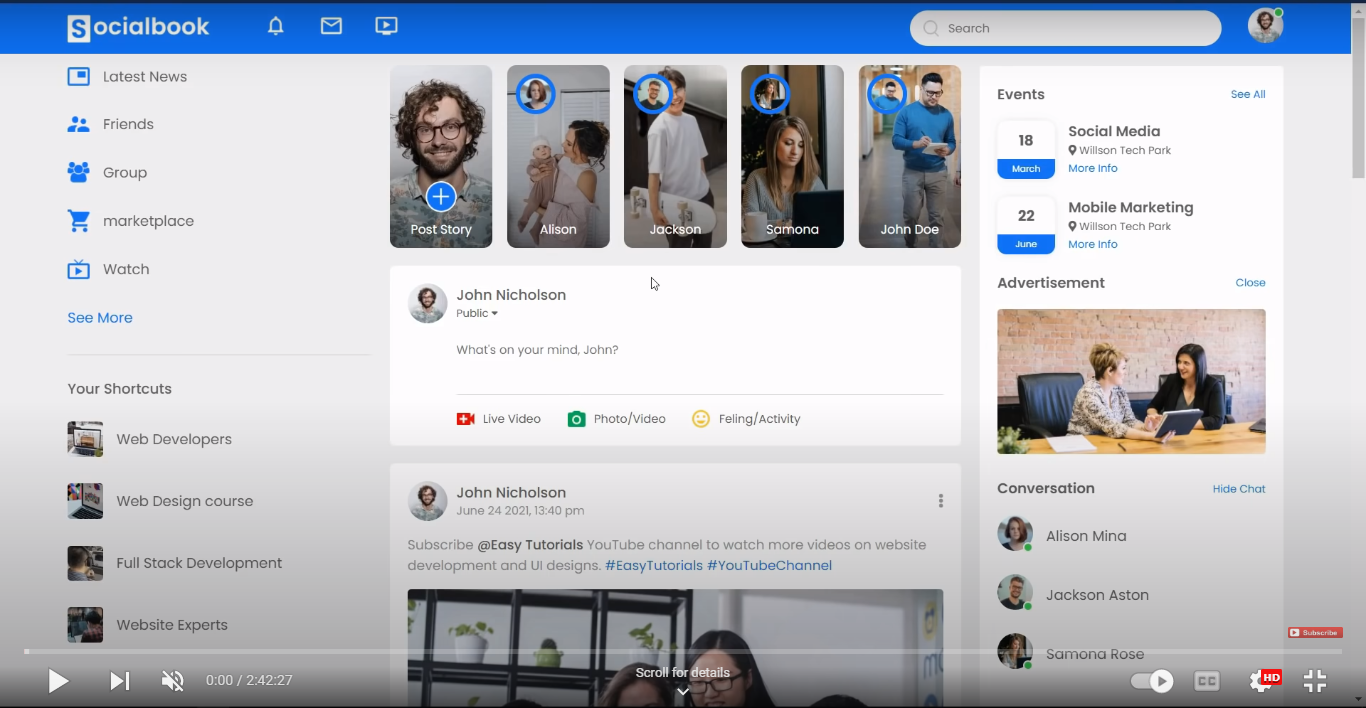 Socialbook
Search
Latest News
Friends
Group
marketplace
Watch
See More
Your Shortcuts
Web Developers
Web Design course
Full Stack Development
Website Experts
Post Story
Alison
Jackson
Samona
John Doe
John Nicholson
Public
What's on your mind, John?
Live Video
Photo/Video
Feling/Activity
John Nicholson
June 24 2021, 13:40 pm
Subscribe @Easy Tutorials YouTube channel to watch more videos on website
development and UI designs. #EasyTutorials #YouTubeChannel
Events
See All
18
March
Social Media
Willson Tech Park
More Info
22
June
Mobile Marketing
Willson Tech Park
More Info
Advertisement
Close
Conversation
Hide Chat
Alison Mina
Jackson Aston
Samona Rose
Subscribe
Scroll for details
0:00 / 2:42:27
CC
HD